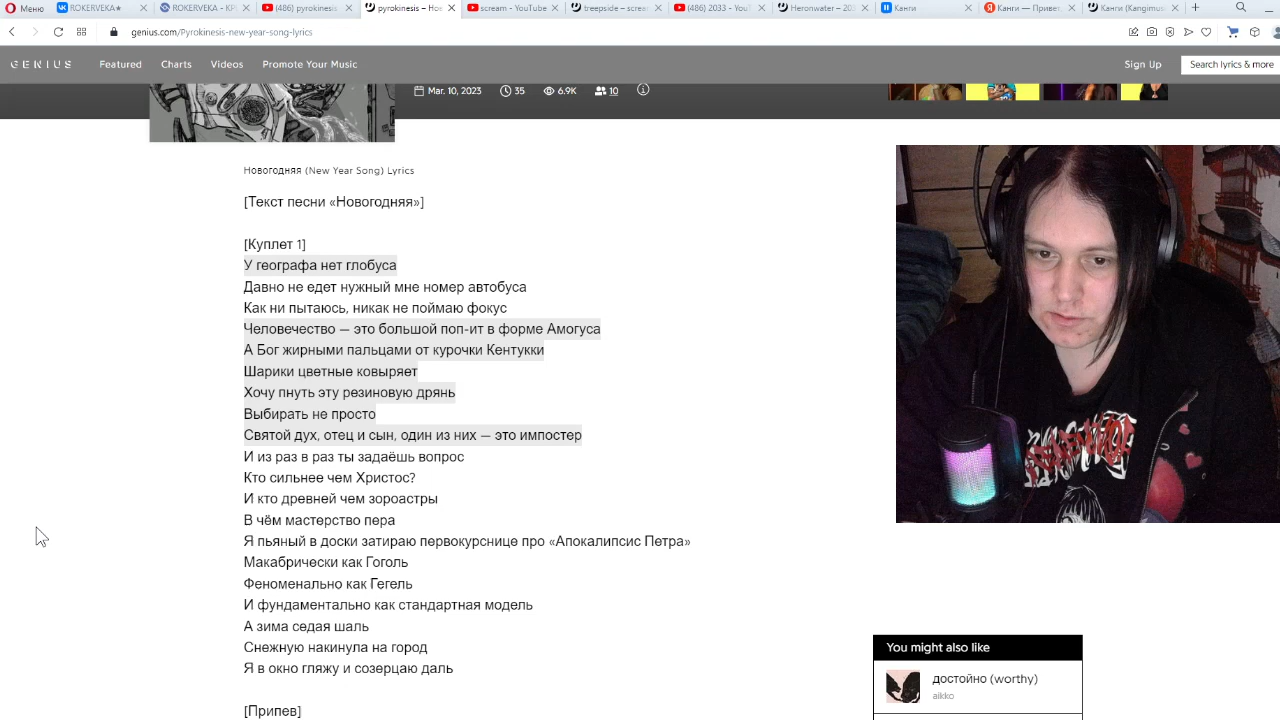 Меню
ROKERVEKA★
ROKERVEKA - КР
(486) pyrokinesis
pyrokinesis – Нов
scream - YouTube
treepside – scream
(486) 2033 - YouT
Heronwater – 203
Канги
Канги — Привет,
Канги (Kangimus
genius.com/Pyrokinesis-new-year-song-lyrics
GENIUS
Featured
Charts
Videos
Promote Your Music
Sign Up
Search lyrics & more
Mar. 10, 2023
35
6.9K
10
Новогодняя (New Year Song) Lyrics
[Текст песни «Новогодняя»]
[Куплет 1]
У географа нет глобуса
Давно не едет нужный мне номер автобуса
Как ни пытаюсь, никак не поймаю фокус
Человечество — это большой поп-ит в форме Амогуса
А Бог жирными пальцами от курочки Кентукки
Шарики цветные ковыряет
Хочу пнуть эту резиновую дрянь
Выбирать не просто
Святой дух, отец и сын, один из них — это импостер
И из раз в раз ты задаёшь вопрос
Кто сильнее чем Христос?
И кто древней чем зороастры
В чём мастерство пера
Я пьяный в доски затираю первокурснице про «Апокалипсис Петра»
Макабрически как Гоголь
Феноменально как Гегель
И фундаментально как стандартная модель
А зима седая шаль
Снежную накинула на город
Я в окно гляжу и созерцаю даль
[Припев]
You might also like
достойно (worthy)
aikko